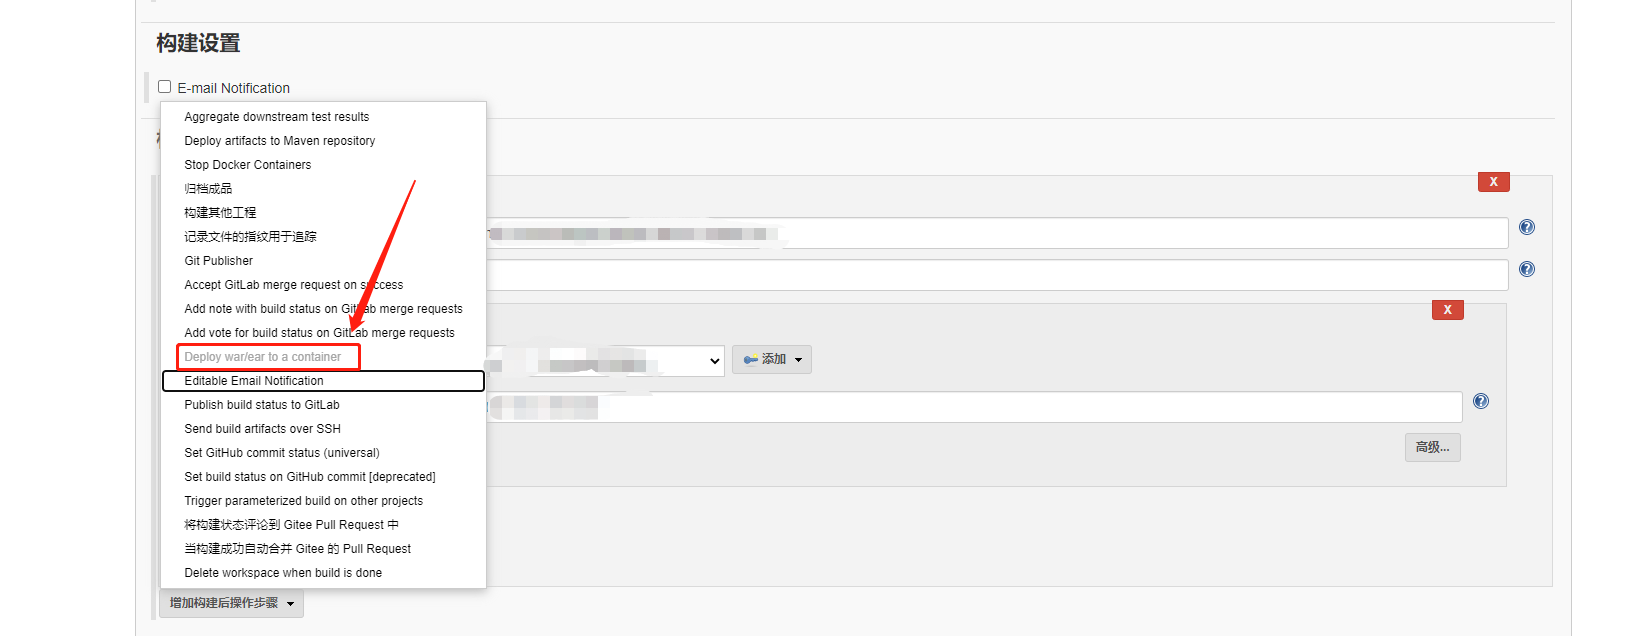 构建设置
E-mail Notification
Aggregate downstream test results
Deploy artifacts to Maven repository
Stop Docker Containers
归档成品
构建其他工程
记录文件的指纹用于追踪
Git Publisher
Accept GitLab merge request on success
Add note with build status on GitLab merge requests
Add vote for build status on GitLab merge requests
Deploy war/ear to a container
Editable Email Notification
Publish build status to GitLab
Send build artifacts over SSH
Set GitHub commit status (universal)
Set build status on GitHub commit [deprecated]
Trigger parameterized build on other projects
将构建状态评论到 Gitee Pull Request 中
当构建成功自动合并 Gitee 的 Pull Request
Delete workspace when build is done
X
X
添加
高级...
增加构建后操作步骤